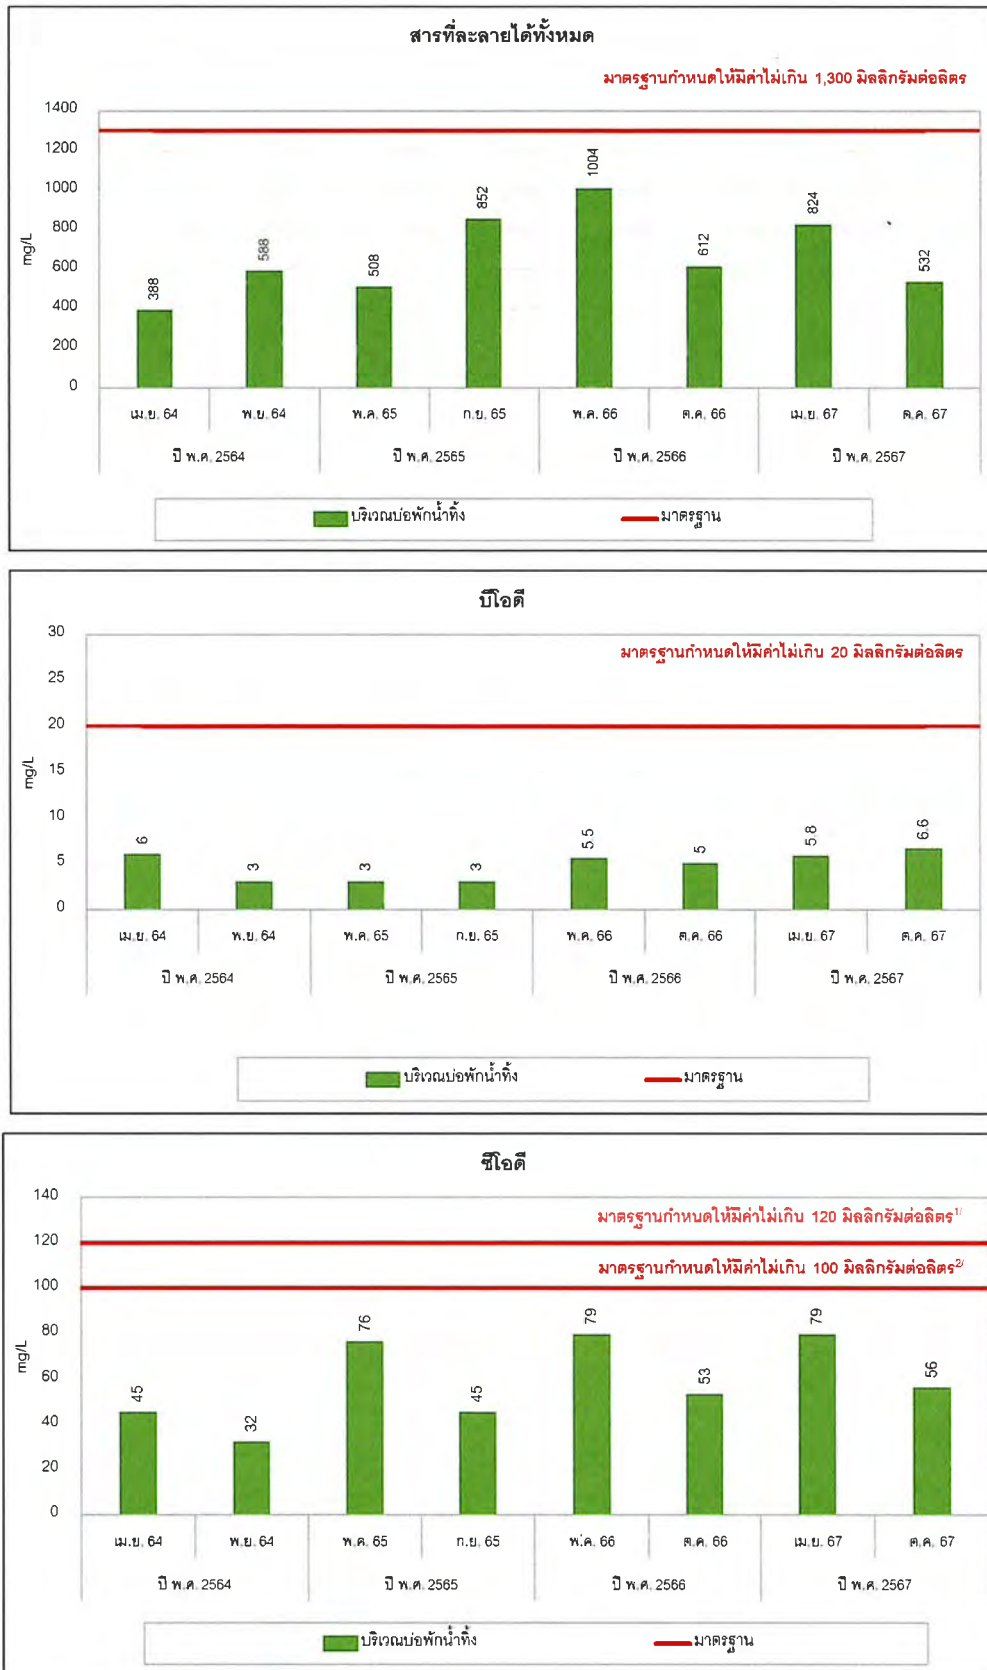 สารที่ละลายได้ทั้งหมด
มาตรฐานกำหนดให้มีค่าไม่เกิน 1,300 มิลลิกรัมต่อลิตร
1400
1200
1000
800
600
400
200
0
mg/L
388
588
508
852
1004
612
824
532
เม.ย. 64 พ.ย. 64 พ.ค. 65 ก.ย. 65 พ.ค. 66 ต.ค. 66 เม.ย. 67 ต.ค. 67
ปี พ.ศ. 2564 ปี พ.ศ. 2565 ปี พ.ศ. 2566 ปี พ.ศ. 2567
บริเวณบ่อพักน้ำทิ้ง มาตรฐาน
บีโอดี
มาตรฐานกำหนดให้มีค่าไม่เกิน 20 มิลลิกรัมต่อลิตร
30
25
20
15
10
5
0
mg/L
6
3
3
3
5.5
5
5.8
6.6
เม.ย. 64 พ.ย. 64 พ.ค. 65 ก.ย. 65 พ.ค. 66 ต.ค. 66 เม.ย. 67 ต.ค. 67
ปี พ.ศ. 2564 ปี พ.ศ. 2565 ปี พ.ศ. 2566 ปี พ.ศ. 2567
บริเวณบ่อพักน้ำทิ้ง มาตรฐาน
ซีโอดี
มาตรฐานกำหนดให้มีค่าไม่เกิน 120 มิลลิกรัมต่อลิตร1/
มาตรฐานกำหนดให้มีค่าไม่เกิน 100 มิลลิกรัมต่อลิตร2/
140
120
100
80
60
40
20
0
mg/L
45
32
76
45
79
53
79
56
เม.ย. 64 พ.ย. 64 พ.ค. 65 ก.ย. 65 พ.ค. 66 ต.ค. 66 เม.ย. 67 ต.ค. 67
ปี พ.ศ. 2564 ปี พ.ศ. 2565 ปี พ.ศ. 2566 ปี พ.ศ. 2567
บริเวณบ่อพักน้ำทิ้ง มาตรฐาน